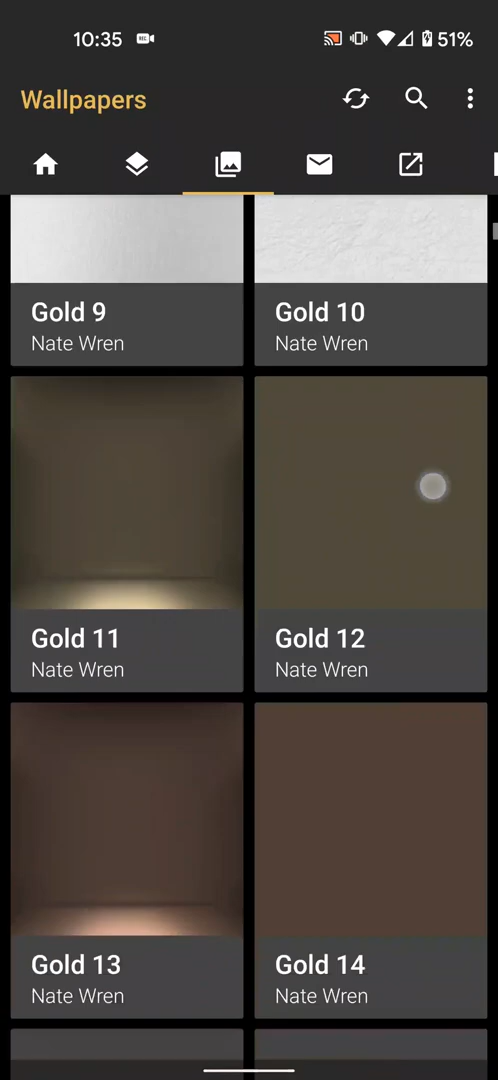 10:35
REC
51%
Wallpapers
Gold 9
Nate Wren
Gold 10
Nate Wren
Gold 11
Nate Wren
Gold 12
Nate Wren
Gold 13
Nate Wren
Gold 14
Nate Wren